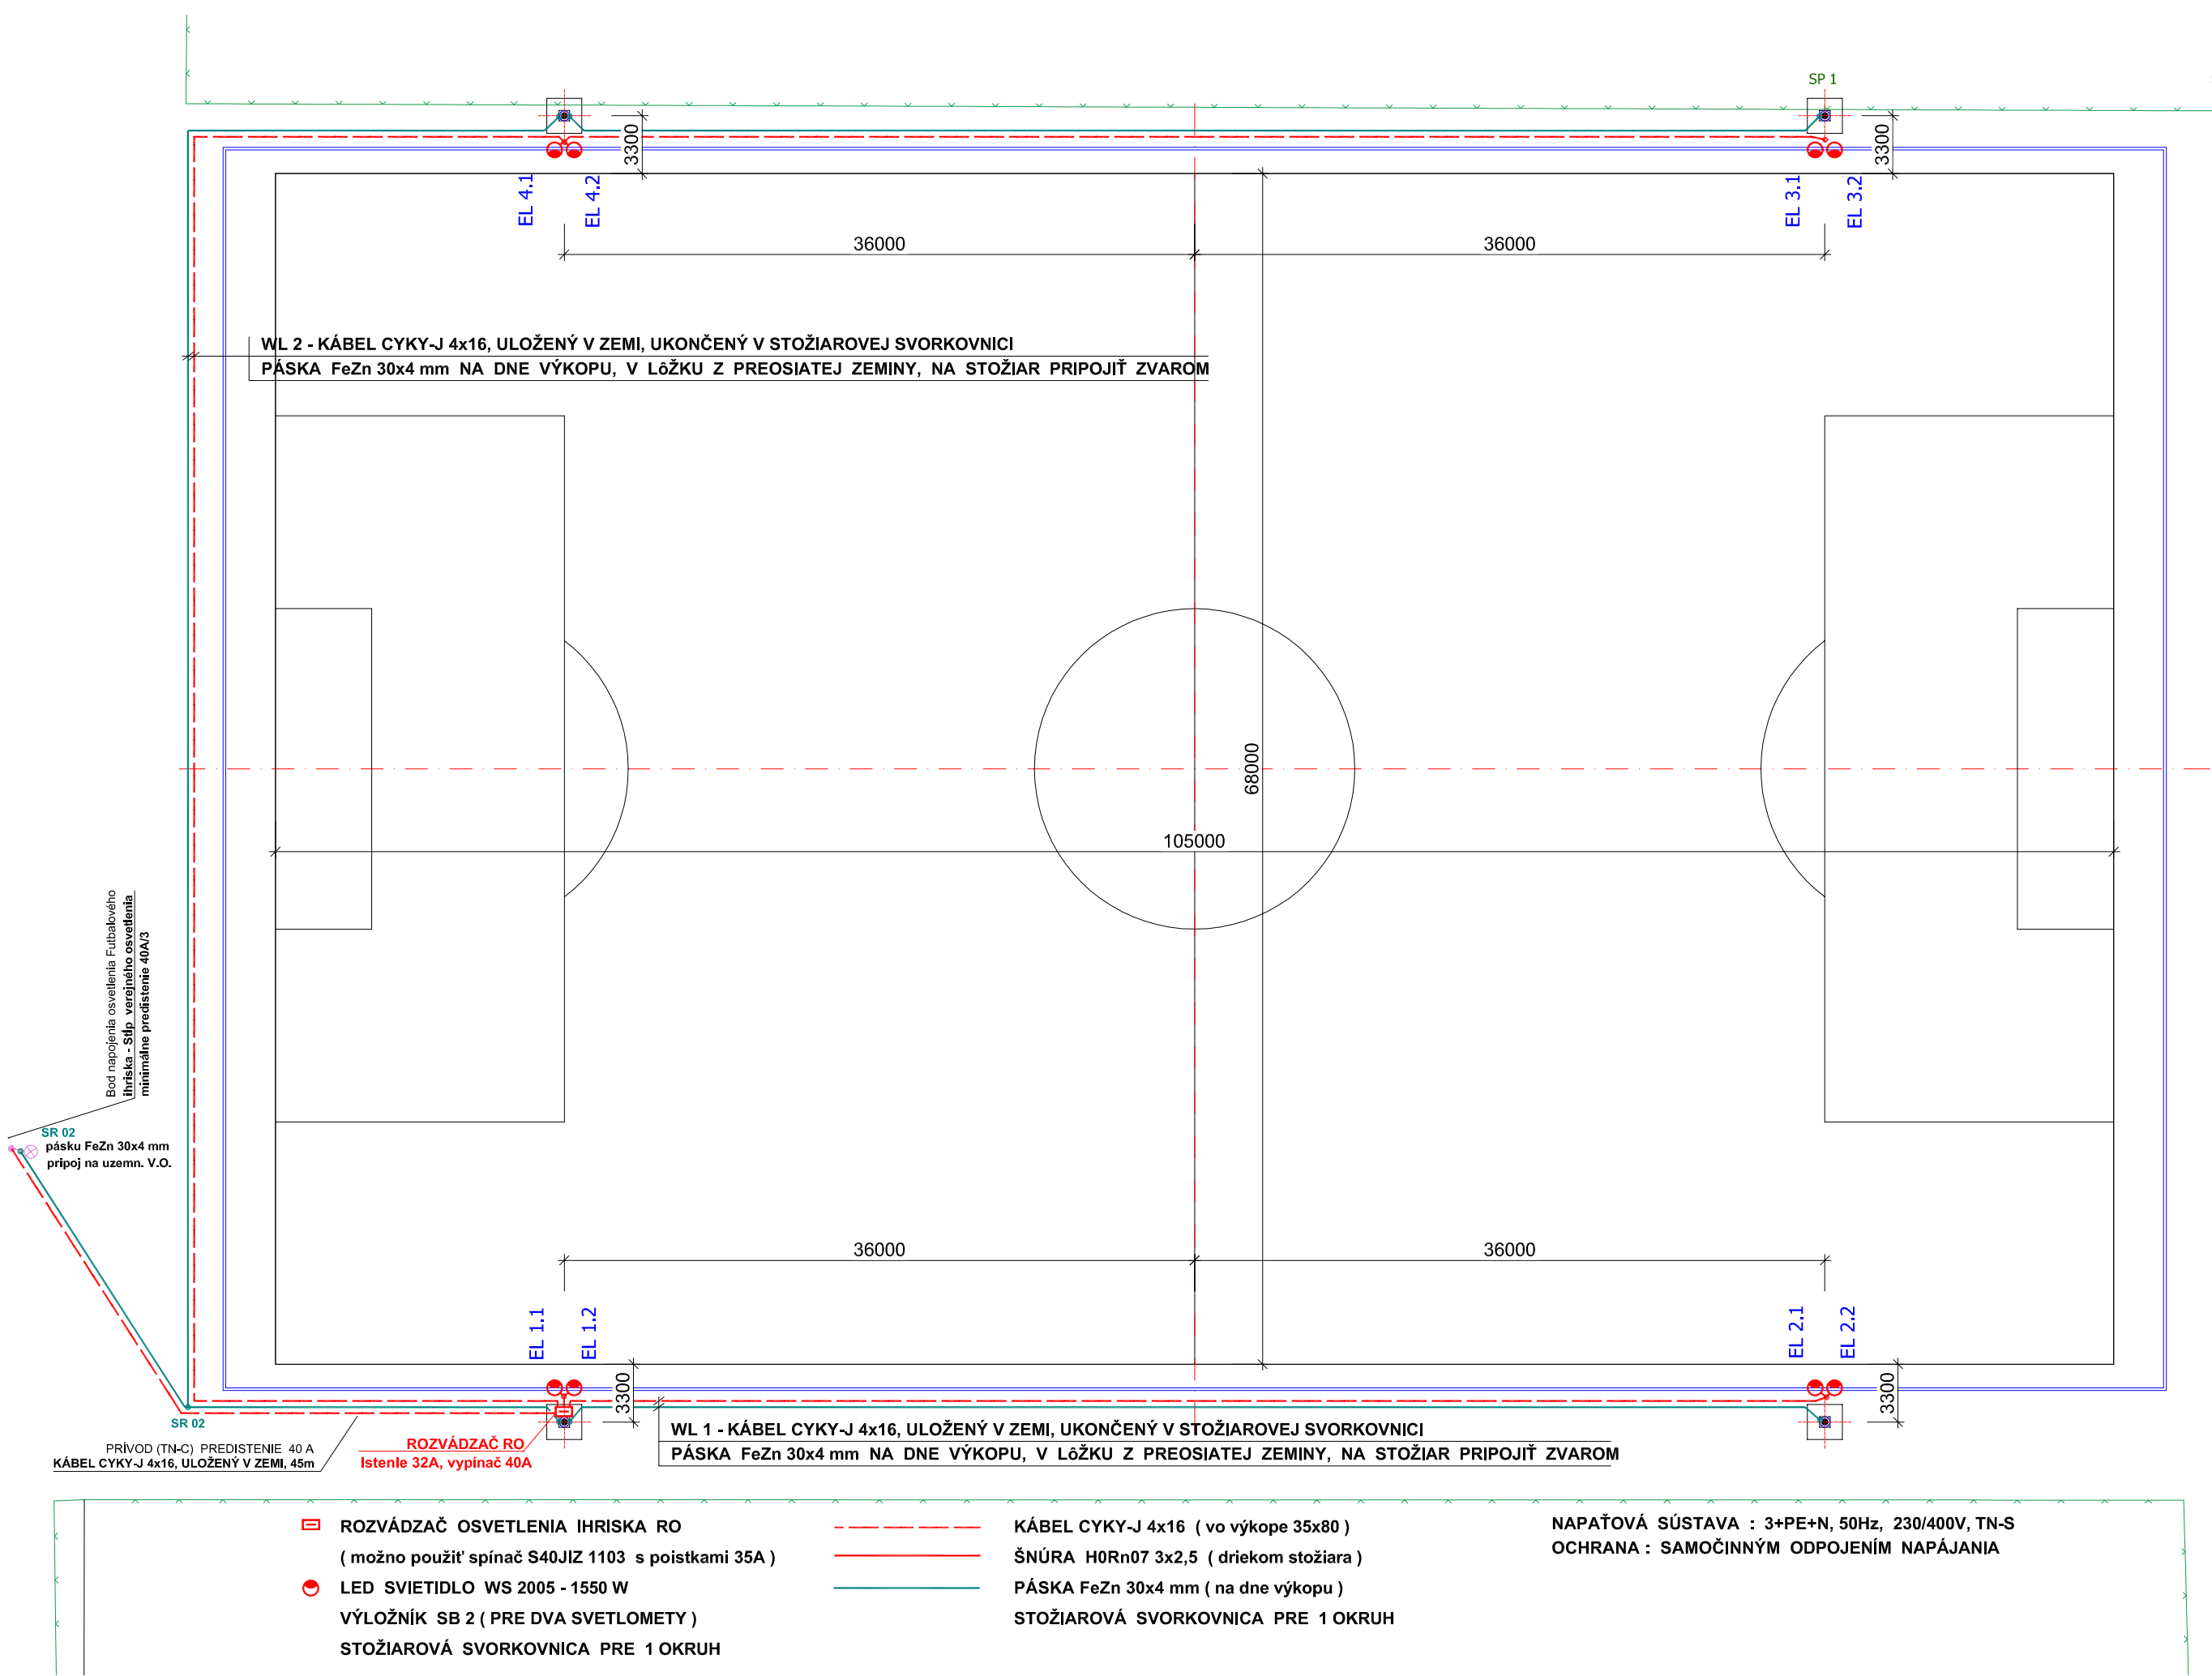 SP 1
3300
3300
EL 4.1
EL 4.2
EL 3.1
EL 3.2
36000
36000
WL 2 - KÁBEL CYKY-J 4x16, ULOŽENÝ V ZEMI, UKONČENÝ V STOŽIAROVEJ SVORKOVNICI
PÁSKA FeZn 30x4 mm NA DNE VÝKOPU, V LôŽKU Z PREOSIATEJ ZEMINY, NA STOŽIAR PRIPOJIŤ ZVAROM
68000
105000
Bod napojenia osvetlenia Futbalového
ihriska - Stĺp verejného osvetlenia
minimálne predistenie 40A/3
SR 02
pásku FeZn 30x4 mm
pripoj na uzemn. V.O.
36000
36000
EL 1.1
EL 1.2
EL 2.1
EL 2.2
3300
3300
SR 02
PRÍVOD (TN-C) PREDISTENIE 40 A
KÁBEL CYKY-J 4x16, ULOŽENÝ V ZEMI, 45m
ROZVÁDZAČ RO
Istenie 32A, vypínač 40A
WL 1 - KÁBEL CYKY-J 4x16, ULOŽENÝ V ZEMI, UKONČENÝ V STOŽIAROVEJ SVORKOVNICI
PÁSKA FeZn 30x4 mm NA DNE VÝKOPU, V LôŽKU Z PREOSIATEJ ZEMINY, NA STOŽIAR PRIPOJIŤ ZVAROM
ROZVÁDZAČ OSVETLENIA IHRISKA RO
( možno použiť spínač S40JIZ 1103 s poistkami 35A )
LED SVIETIDLO WS 2005 - 1550 W
VÝLOŽNÍK SB 2 ( PRE DVA SVETLOMETY )
STOŽIAROVÁ SVORKOVNICA PRE 1 OKRUH
KÁBEL CYKY-J 4x16 ( vo výkope 35x80 )
ŠNÚRA H0Rn07 3x2,5 ( driekom stožiara )
PÁSKA FeZn 30x4 mm ( na dne výkopu )
STOŽIAROVÁ SVORKOVNICA PRE 1 OKRUH
NAPAŤOVÁ SÚSTAVA : 3+PE+N, 50Hz, 230/400V, TN-S
OCHRANA : SAMOČINNÝM ODPOJENÍM NAPÁJANIA